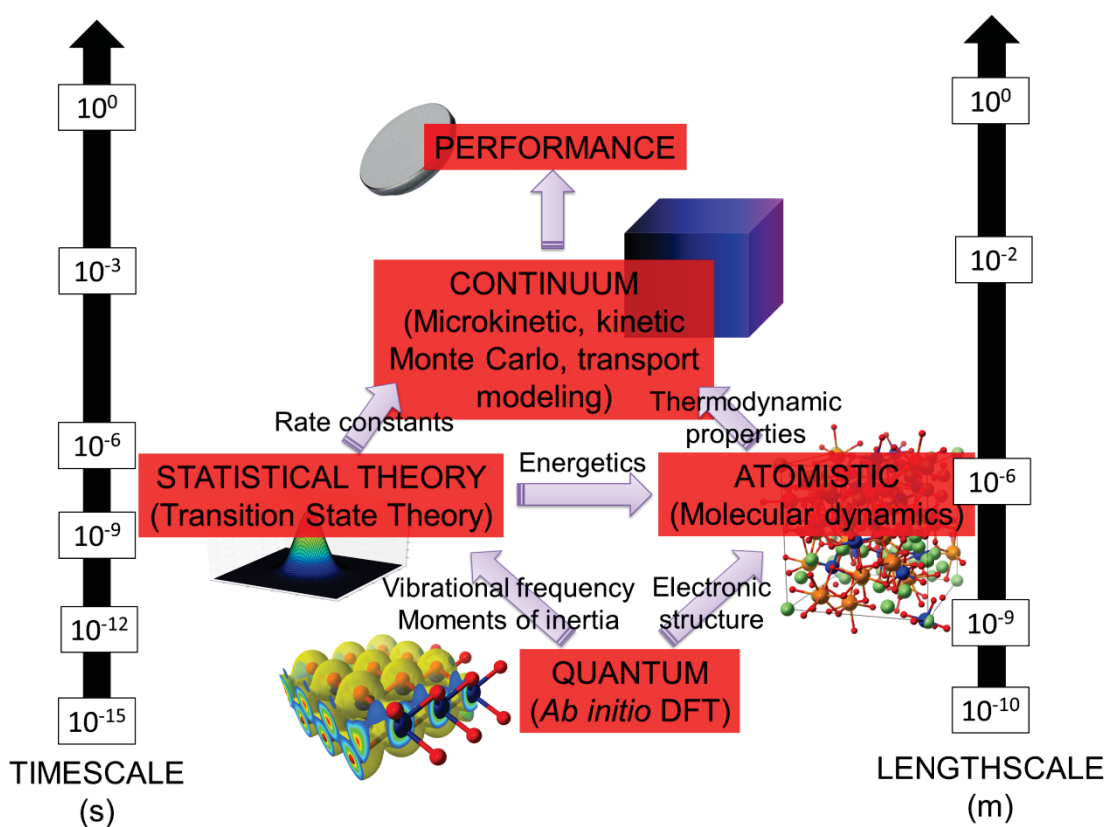 10⁰
10⁰
PERFORMANCE
10⁻³
10⁻²
CONTINUUM
(Microkinetic, kinetic
Monte Carlo, transport
modeling)
Rate constants
Thermodynamic
properties
10⁻⁶
STATISTICAL THEORY
(Transition State Theory)
Energetics
ATOMISTIC
(Molecular dynamics)
10⁻⁶
10⁻⁹
Vibrational frequency
Moments of inertia
Electronic
structure
10⁻¹²
10⁻⁹
QUANTUM
(Ab initio DFT)
10⁻¹⁵
10⁻¹⁰
TIMESCALE
(s)
LENGTHSCALE
(m)